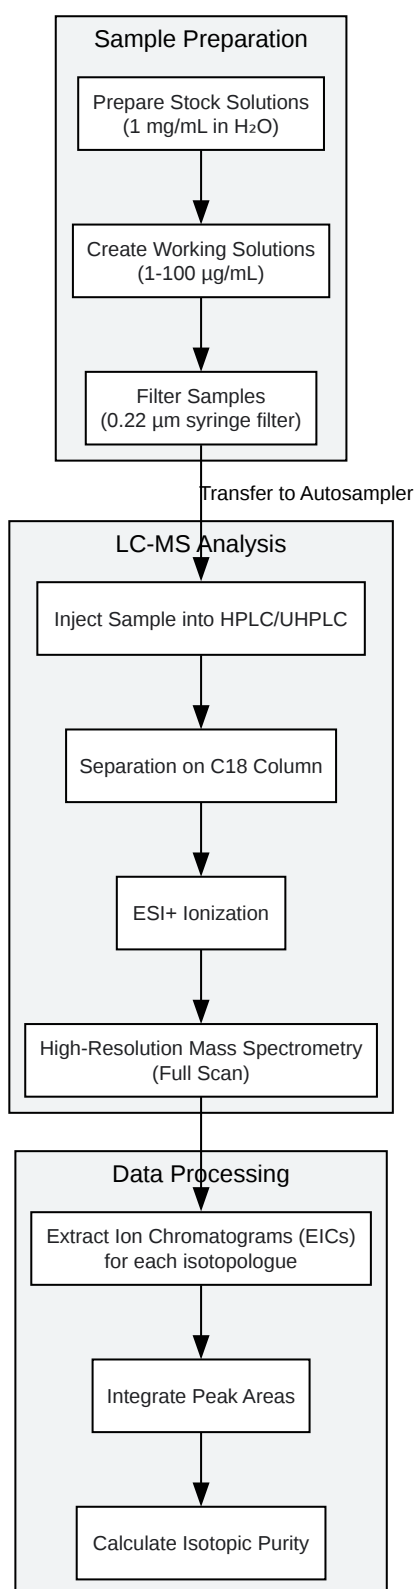 Sample Preparation
Prepare Stock Solutions
(1 mg/mL in H₂O)
Create Working Solutions
(1-100 µg/mL)
Filter Samples
(0.22 µm syringe filter)
Transfer to Autosampler
LC-MS Analysis
Inject Sample into HPLC/UHPLC
Separation on C18 Column
ESI+ Ionization
High-Resolution Mass Spectrometry
(Full Scan)
Data Processing
Extract Ion Chromatograms (EICs)
for each isotopologue
Integrate Peak Areas
Calculate Isotopic Purity